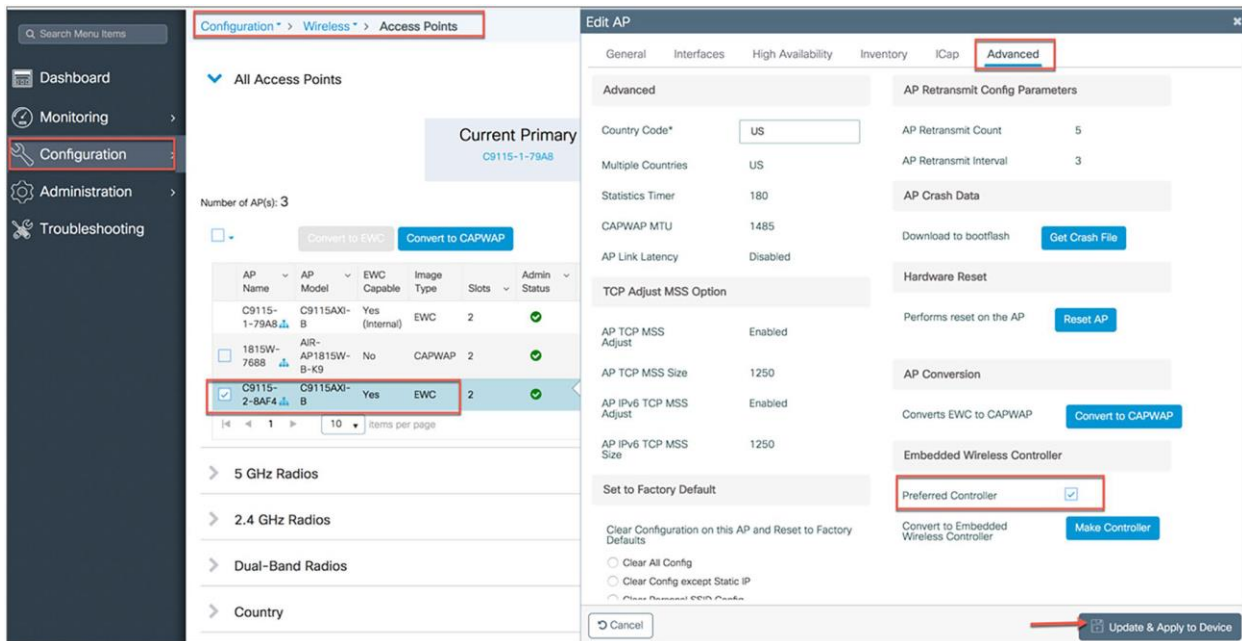 Search Menu Items
Dashboard
Monitoring
Configuration
Administration
Troubleshooting
Configuration > Wireless > Access Points
All Access Points
Current Primary
C9115-1-79A8
Number of AP(s): 3
Convert to EWC
Convert to CAPWAP
AP Name
AP Model
EWC Capable
Image Type
Slots
Admin Status
C9115-1-79A8 C9115AXI-B Yes (Internal) EWC 2
1815W-7688 AIR-AP1815W-B-K9 No CAPWAP 2
C9115-2-8AF4 C9115AXI-B Yes EWC 2
1 10 items per page
5 GHz Radios
2.4 GHz Radios
Dual-Band Radios
Country
Edit AP
General Interfaces High Availability Inventory ICap Advanced
Advanced
Country Code* US
Multiple Countries US
Statistics Timer 180
CAPWAP MTU 1485
AP Link Latency Disabled
TCP Adjust MSS Option
AP TCP MSS Adjust Enabled
AP TCP MSS Size 1250
AP IPv6 TCP MSS Adjust Enabled
AP IPv6 TCP MSS Size 1250
Set to Factory Default
Clear Configuration on this AP and Reset to Factory Defaults
Clear All Config
Clear Config except Static IP
AP Retransmit Config Parameters
AP Retransmit Count 5
AP Retransmit Interval 3
AP Crash Data
Download to bootflash Get Crash File
Hardware Reset
Performs reset on the AP Reset AP
AP Conversion
Converts EWC to CAPWAP Convert to CAPWAP
Embedded Wireless Controller
Preferred Controller
Convert to Embedded Wireless Controller Make Controller
Cancel
Update & Apply to Device